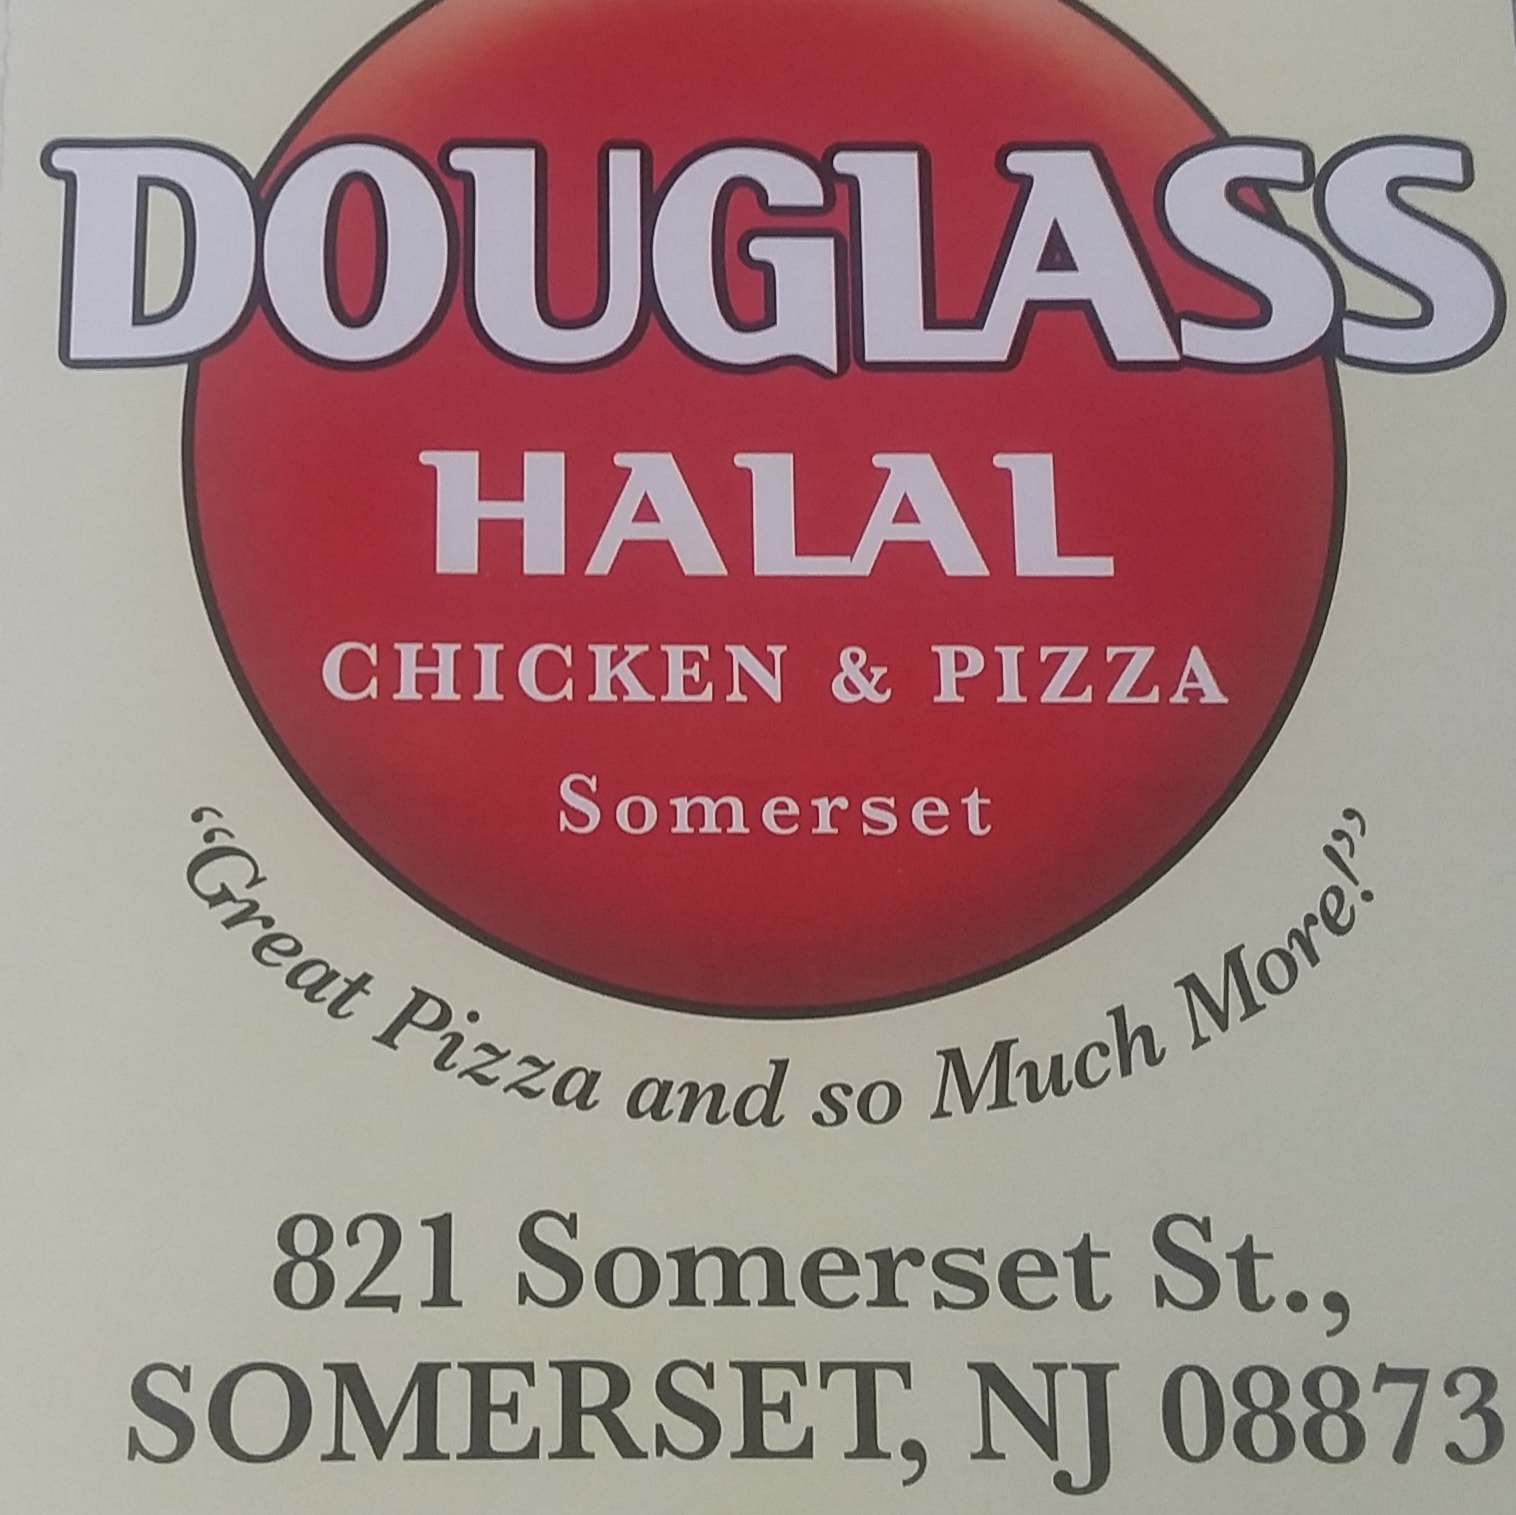 DOUGLASS
HALAL
CHICKEN & PIZZA
Somerset
“Great Pizza and so Much More!”
821 Somerset St.,
SOMERSET, NJ 08873